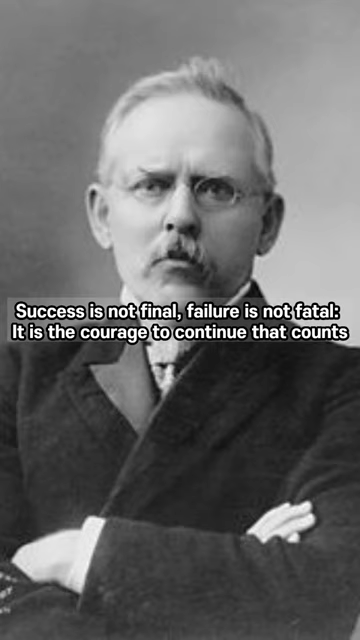 Success is not final, failure is not fatal:
It is the courage to continue that counts